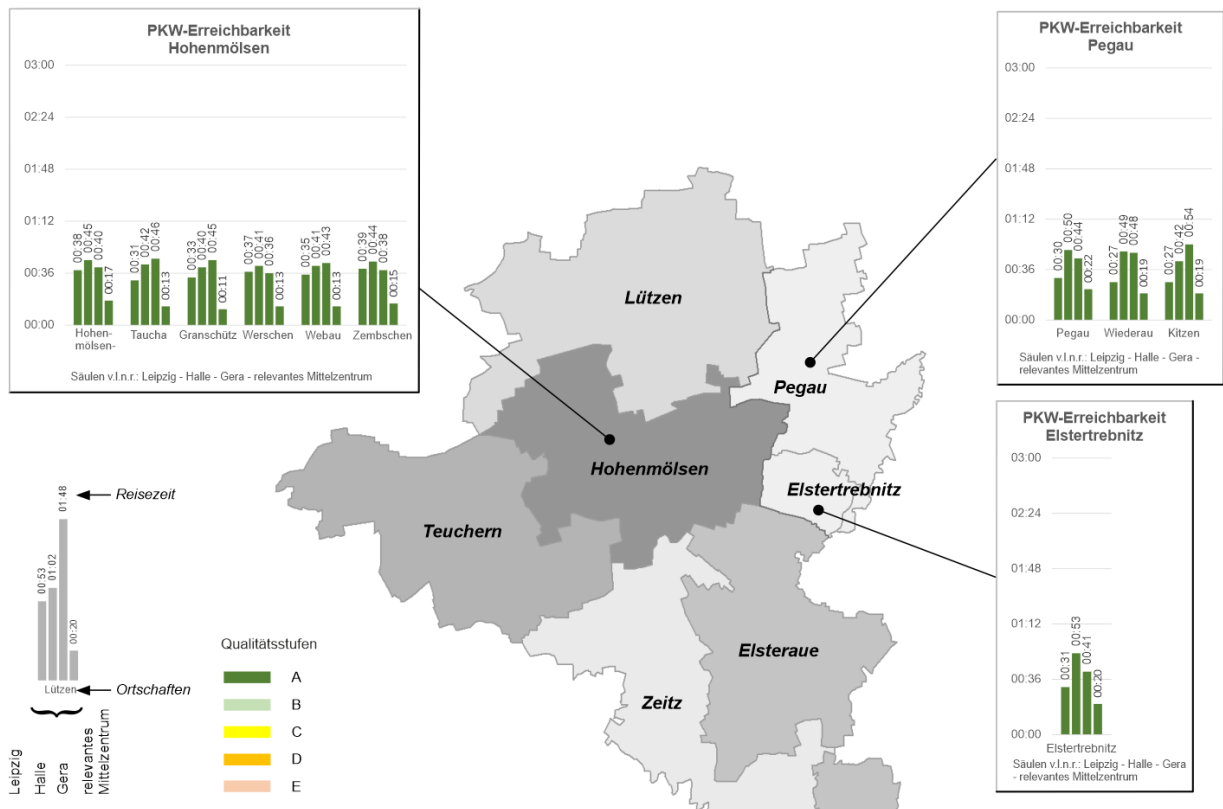 PKW-Erreichbarkeit
Hohenmölsen
03:00
02:24
01:48
01:12
00:36
00:00
00:38 00:45 00:40 00:17
00:31 00:42 00:46 00:13
00:33 00:40 00:45 00:11
00:37 00:41 00:36 00:13
00:35 00:41 00:43 00:13
00:39 00:44 00:38 00:15
Hohen-
mölsen-
Taucha Granschütz Werschen Webau Zembschen
Säulen v.l.n.r.: Leipzig - Halle - Gera - relevantes Mittelzentrum
PKW-Erreichbarkeit
Pegau
03:00
02:24
01:48
01:12
00:36
00:00
00:30 00:50 00:44 00:22
00:27 00:49 00:48 00:19
00:27 00:42 00:54 00:19
Pegau Wiederau Kitzen
Säulen v.l.n.r.: Leipzig - Halle - Gera -
relevantes Mittelzentrum
Lützen
Pegau
Hohenmölsen
Elstertrebnitz
Teuchern
Elsteraue
Zeitz
PKW-Erreichbarkeit
Elstertrebnitz
03:00
02:24
01:48
01:12
00:36
00:00
00:31 00:53 00:41 00:20
Elstertrebnitz
Säulen v.l.n.r.: Leipzig - Halle - Gera
- relevantes Mittelzentrum
00:53 01:02 01:48 00:20
Reisezeit
Lützen
Ortschaften
Leipzig
Halle
Gera
relevantes
Mittelzentrum
Qualitätsstufen
A
B
C
D
E